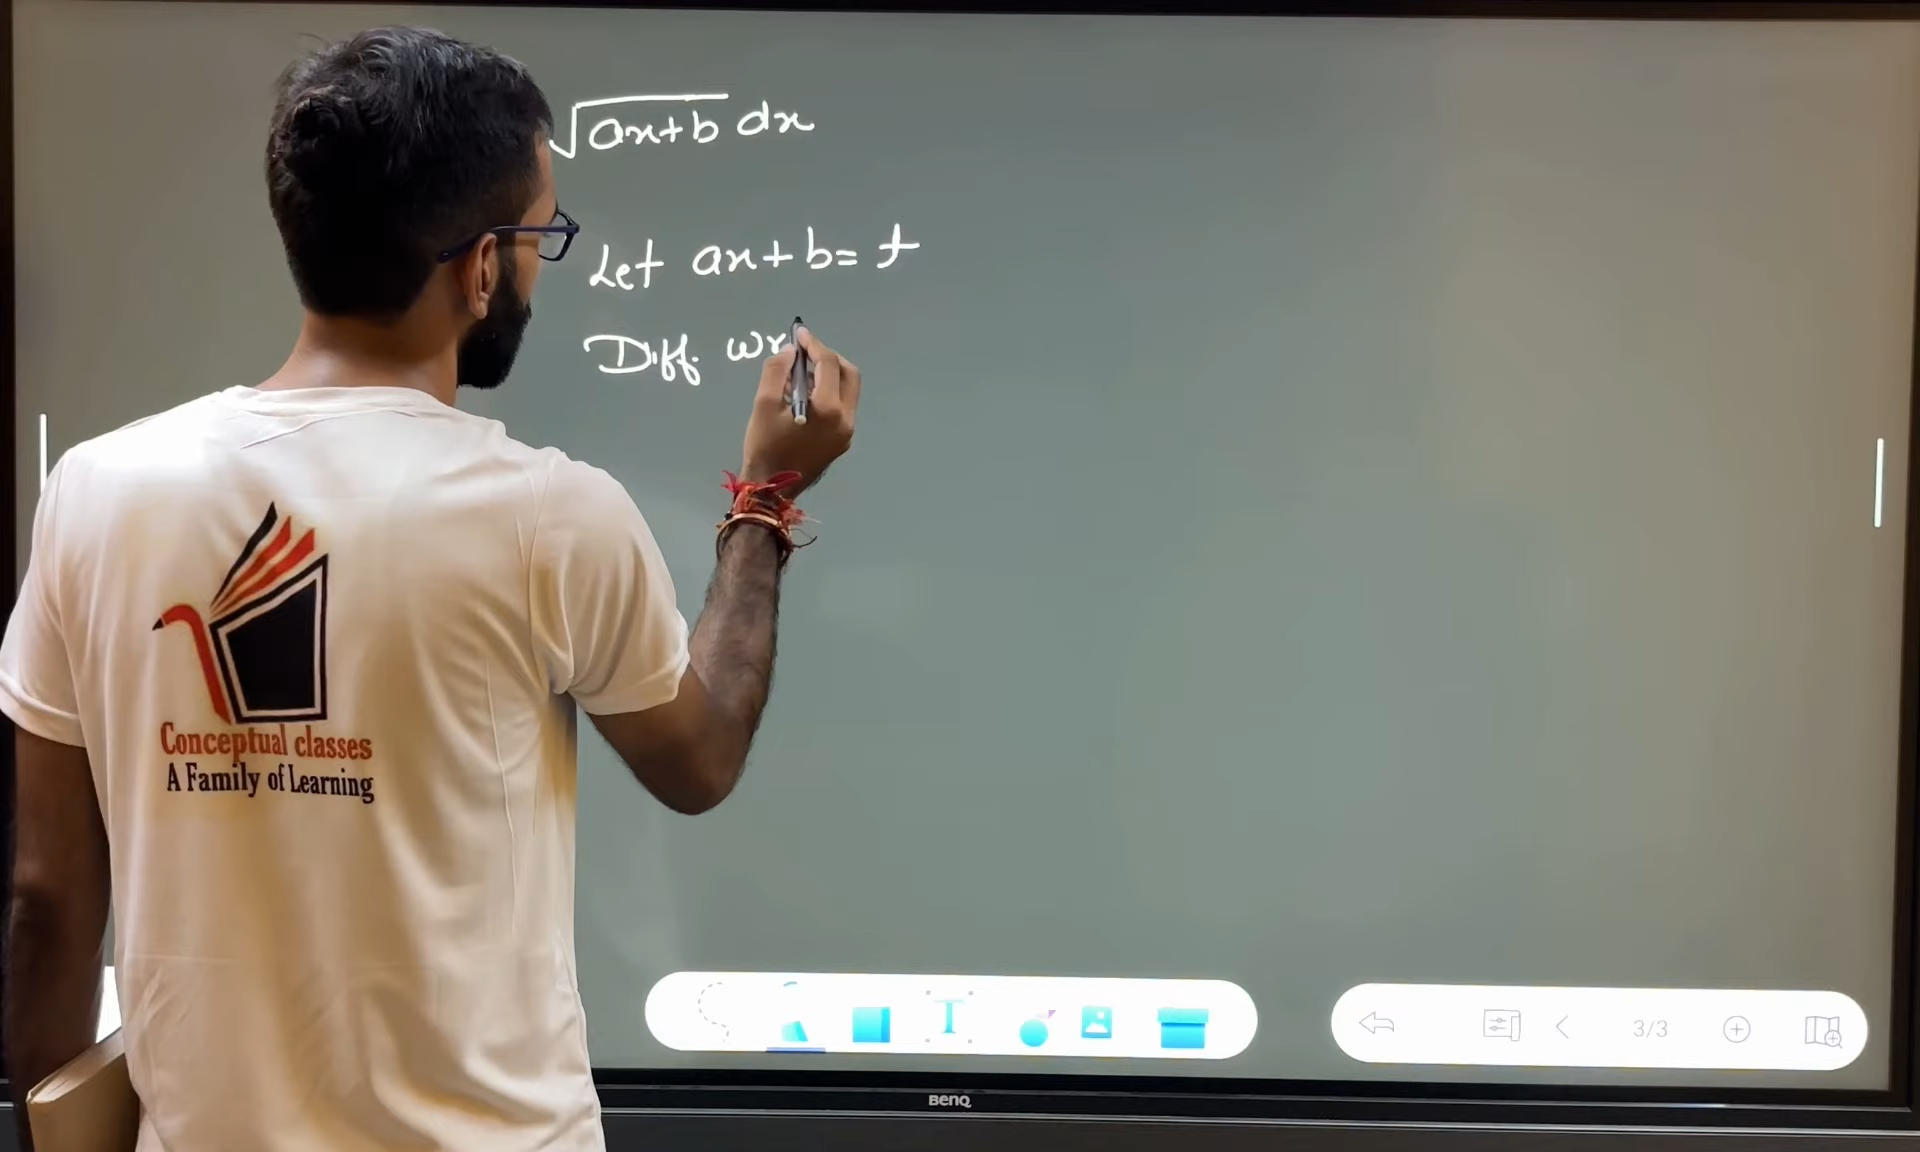 √ax+b dx
Let ax+b= t
Diff. wr
Conceptual classes
A Family of Learning
T
3/3
BenQ